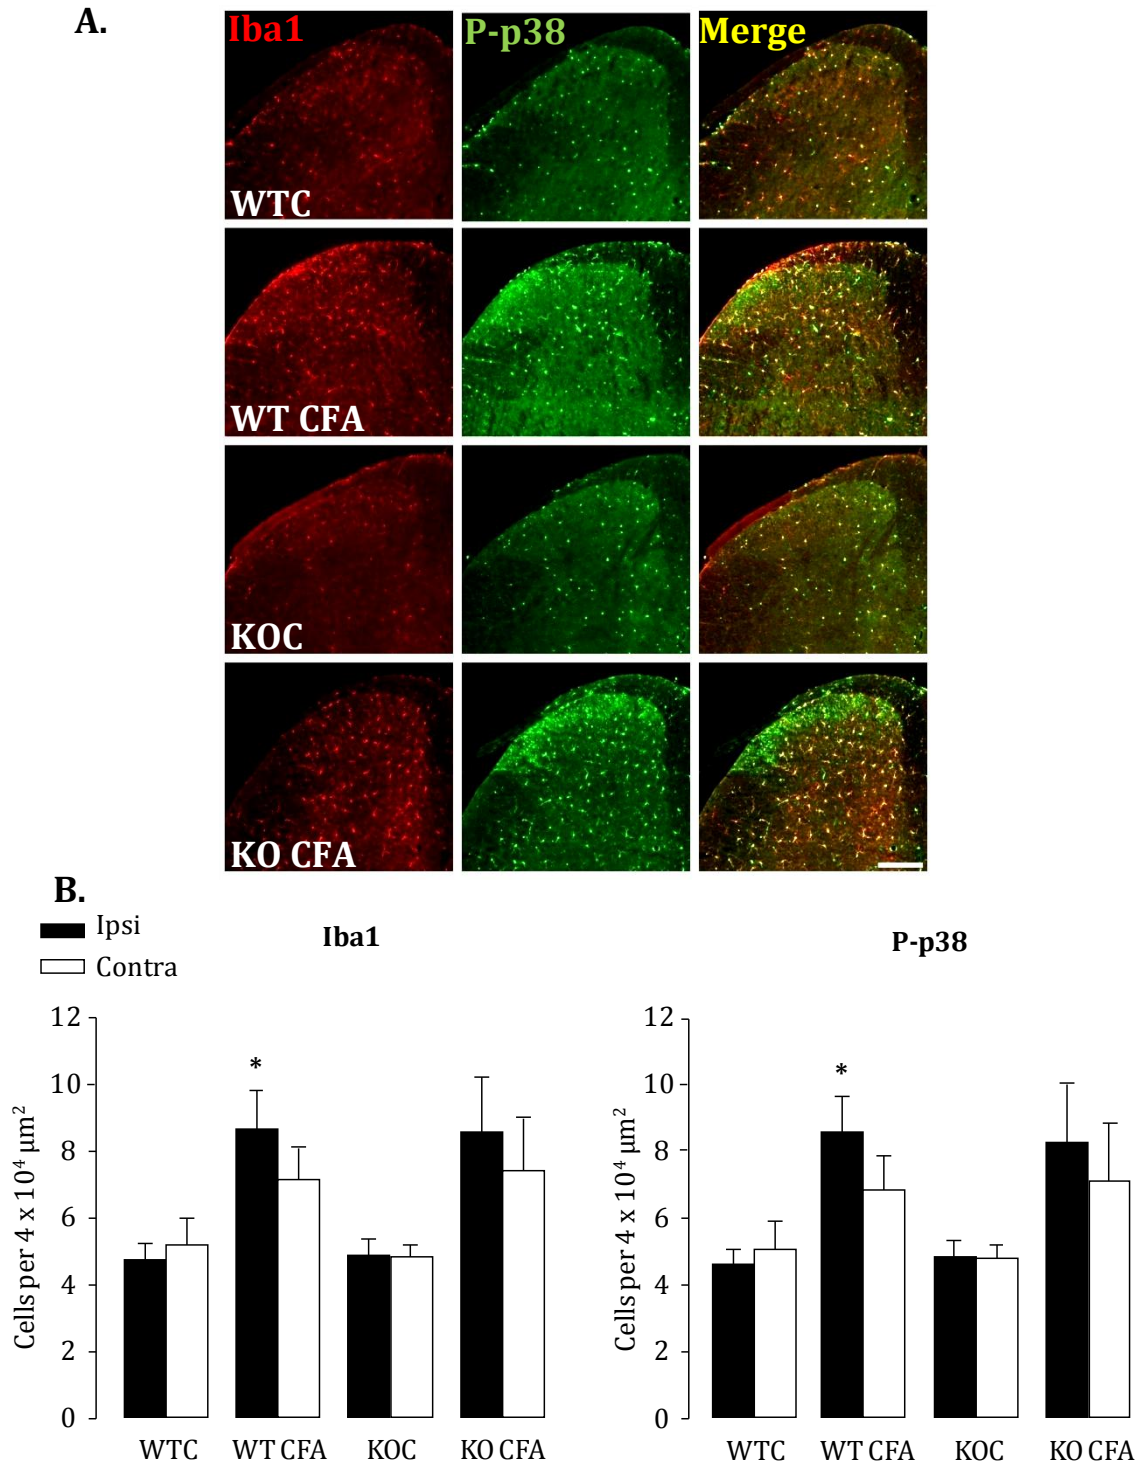 A.
Iba1 P-p38 Merge
WTC
WT CFA
KOC
KO CFA
B.
Ipsi
Contra
Iba1
12
10
8
6
4
2
0
Cells per 4 x 10⁴ µm²
*
WTC WT CFA KOC KO CFA
P-p38
12
10
8
6
4
2
0
Cells per 4 x 10⁴ µm²
*
WTC WT CFA KOC KO CFA